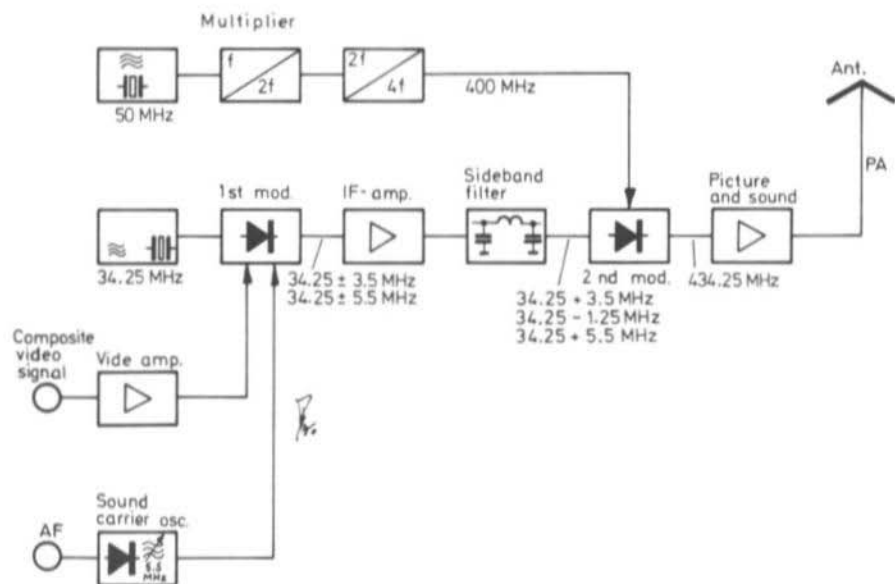 Multiplier
f
2f
2f
4f
50 MHz
400 MHz
Ant.
PA
1st mod.
IF-amp.
Sideband
filter
Picture
and sound
34.25 MHz
34.25 ± 3.5 MHz
34.25 ± 5.5 MHz
2 nd mod.
434.25 MHz
34.25 + 3.5 MHz
34.25 - 1.25 MHz
34.25 + 5.5 MHz
Composite
video
signal
Vide amp.
AF
Sound
carrier osc.
5.5
MHz